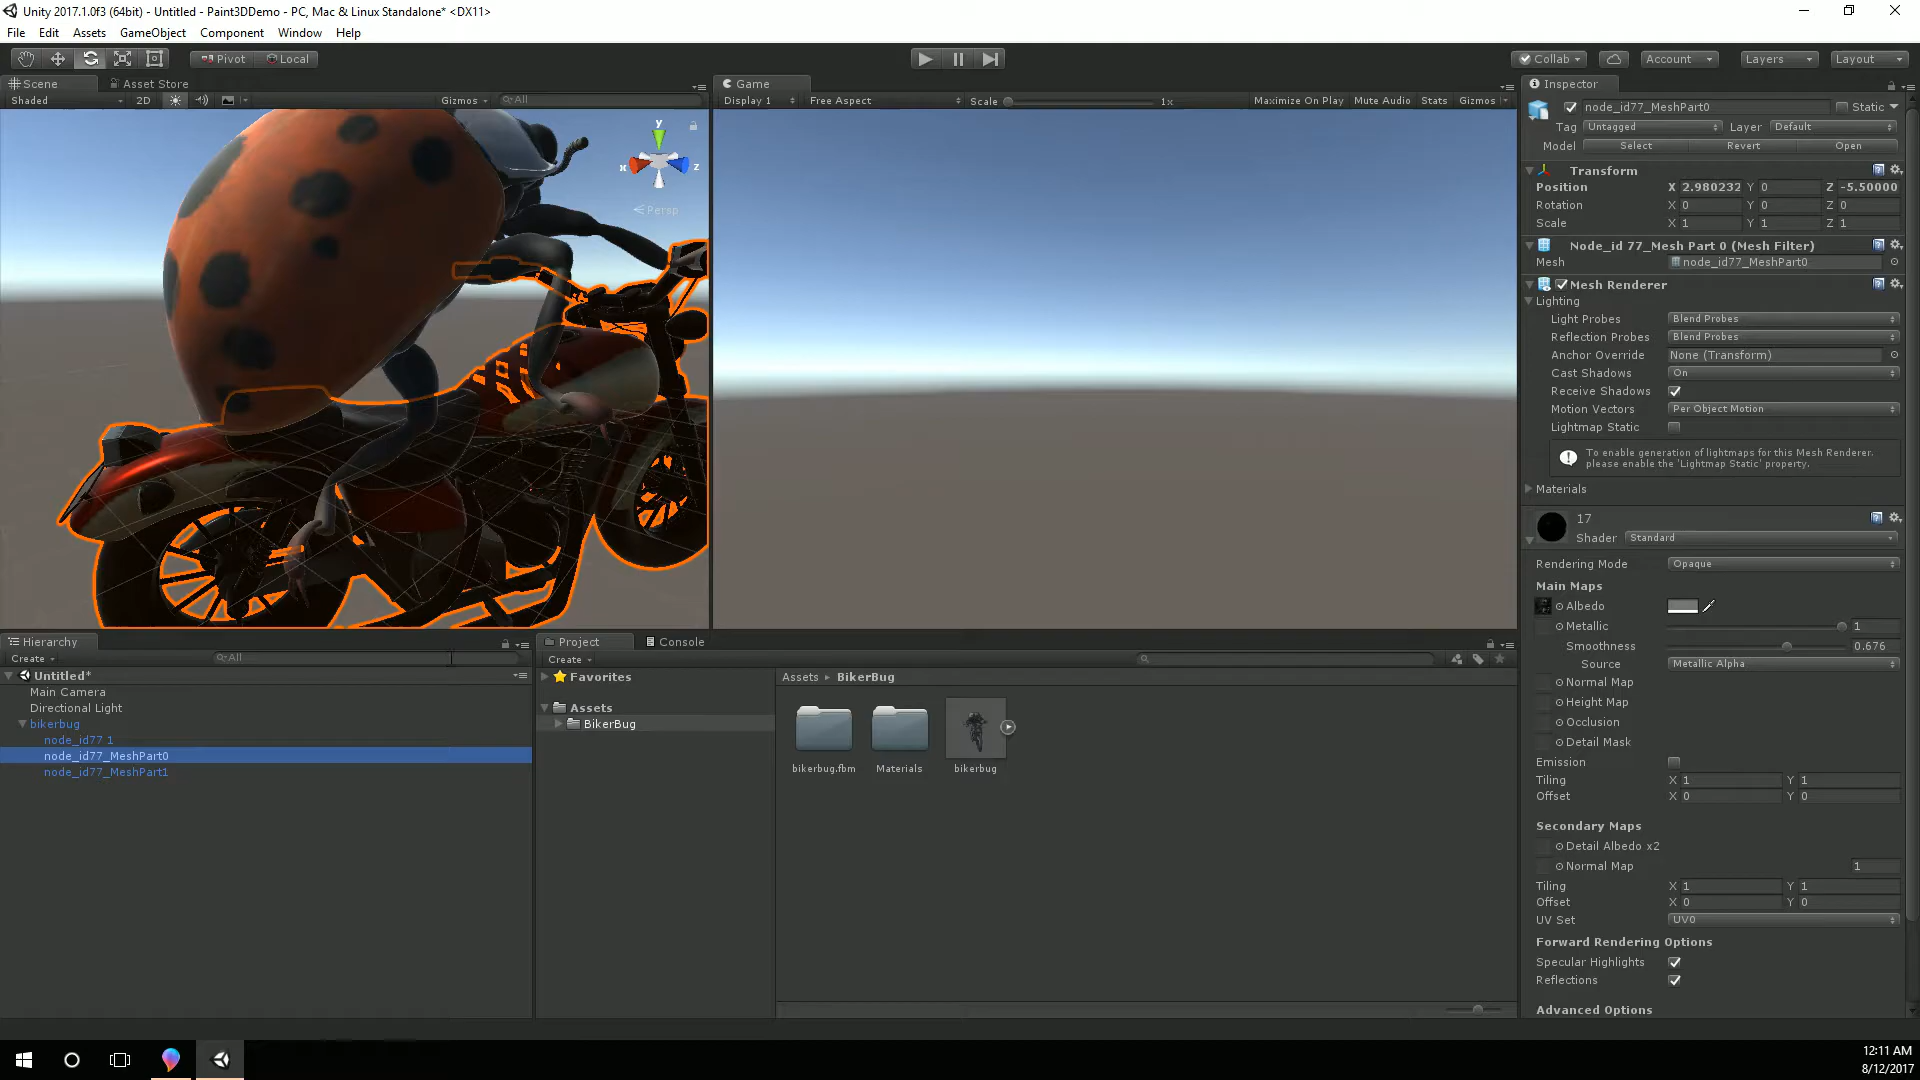 Unity 2017.1.0f3 (64bit) - Untitled - Paint3DDemo - PC, Mac & Linux Standalone* <DX11>
File Edit Assets GameObject Component Window Help
Pivot Local
Collab Account Layers Layout
Scene Asset Store
Shaded 2D Gizmos All
y
x z
Persp
Game
Display 1 Free Aspect Scale 1x Maximize On Play Mute Audio Stats Gizmos
Inspector
node_id77_MeshPart0 Static
Tag Untagged Layer Default
Model Select Revert Open
Transform
Position X 2.980232 Y 0 Z -5.50000
Rotation X 0 Y 0 Z 0
Scale X 1 Y 1 Z 1
Node_id 77_Mesh Part 0 (Mesh Filter)
Mesh node_id77_MeshPart0
Mesh Renderer
Lighting
Light Probes Blend Probes
Reflection Probes Blend Probes
Anchor Override None (Transform)
Cast Shadows On
Receive Shadows
Motion Vectors Per Object Motion
Lightmap Static
To enable generation of lightmaps for this Mesh Renderer,
please enable the 'Lightmap Static' property.
Materials
17
Shader Standard
Rendering Mode Opaque
Main Maps
Albedo
Metallic 1
Smoothness 0.676
Source Metallic Alpha
Normal Map
Height Map
Occlusion
Detail Mask
Emission
Tiling X 1 Y 1
Offset X 0 Y 0
Secondary Maps
Detail Albedo x2
Normal Map 1
Tiling X 1 Y 1
Offset X 0 Y 0
UV Set UV0
Forward Rendering Options
Specular Highlights
Reflections
Advanced Options
Hierarchy
Create All
Untitled*
Main Camera
Directional Light
bikerbug
node_id77 1
node_id77_MeshPart0
node_id77_MeshPart1
Project Console
Create
Favorites
Assets
BikerBug
Assets BikerBug
bikerbug.fbm Materials bikerbug
12:11 AM
8/12/2017